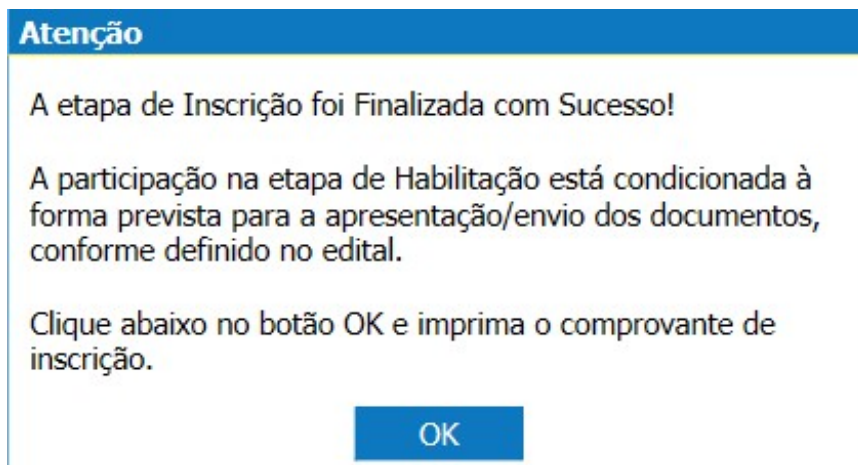 Atenção
A etapa de Inscrição foi Finalizada com Sucesso!
A participação na etapa de Habilitação está condicionada à
forma prevista para a apresentação/envio dos documentos,
conforme definido no edital.
Clique abaixo no botão OK e imprima o comprovante de
inscrição.
OK